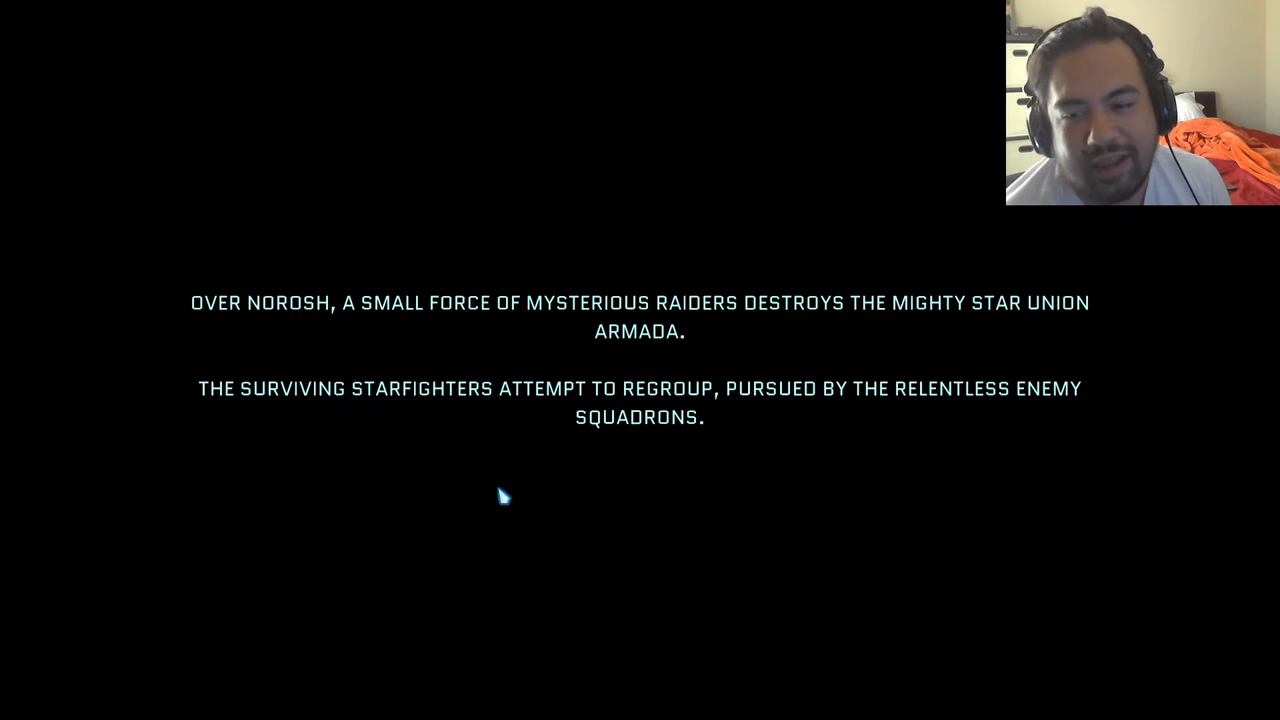 OVER NOROSH, A SMALL FORCE OF MYSTERIOUS RAIDERS DESTROYS THE MIGHTY STAR UNION
ARMADA.
THE SURVIVING STARFIGHTERS ATTEMPT TO REGROUP, PURSUED BY THE RELENTLESS ENEMY
SQUADRONS.